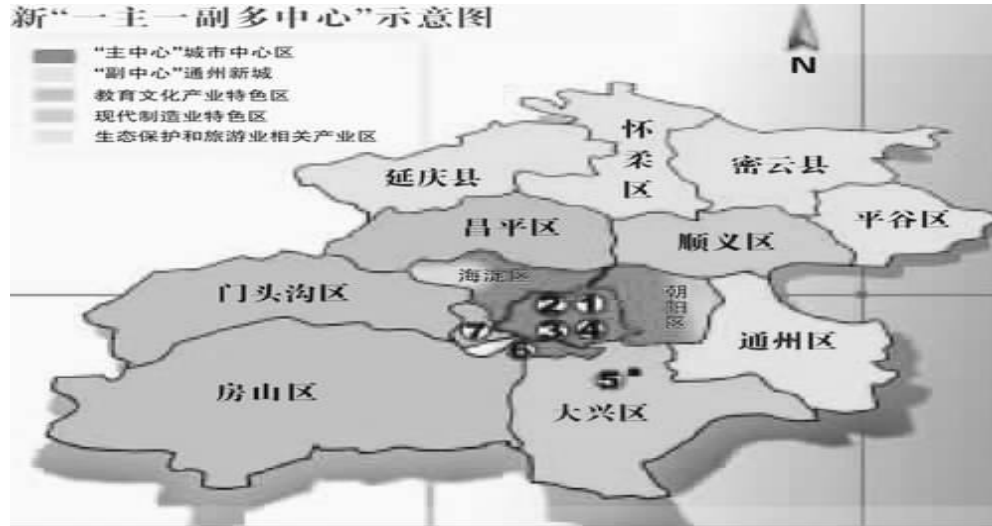 新“一主一副多中心”示意图
“主中心”城市中心区
“副中心”通州新城
教育文化产业特色区
现代制造业特色区
生态保护和旅游业相关产业区
N
怀柔区
延庆县
密云县
平谷区
昌平区
顺义区
海淀区
朝阳区
门头沟区
2
1
7
3
4
6
通州区
5
房山区
大兴区